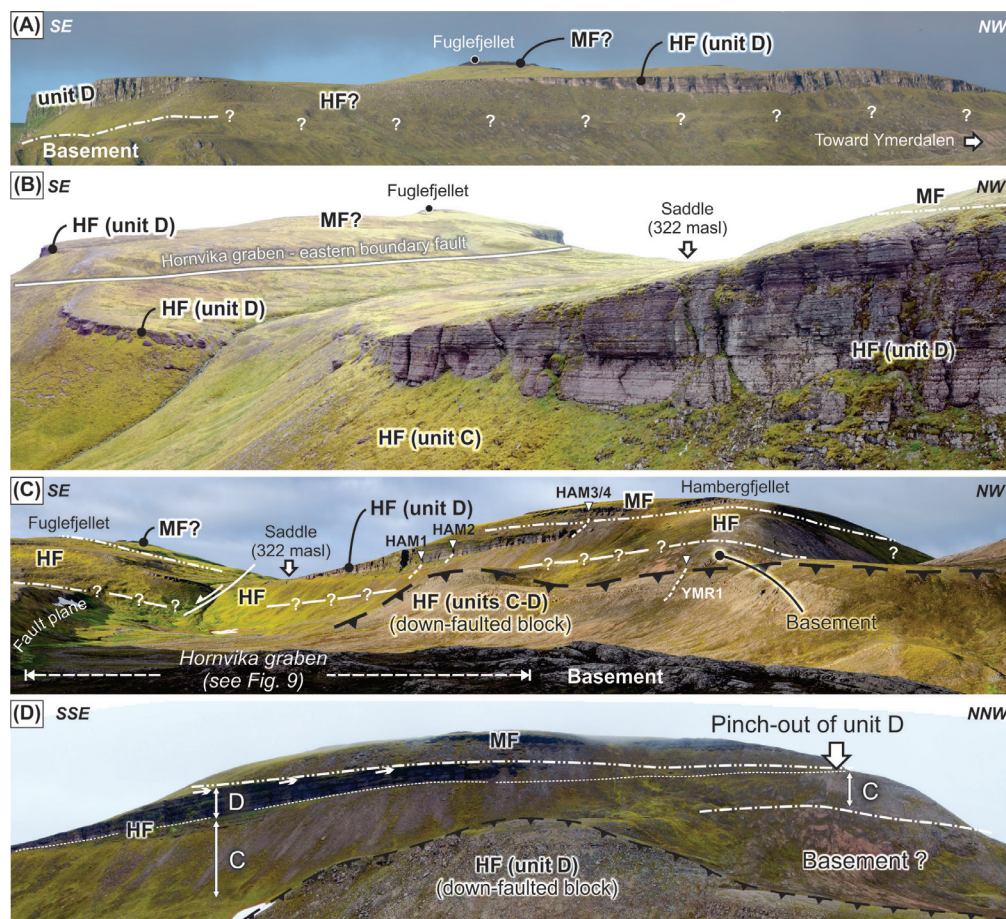 (A) SE
NW
Fuglefjellet
MF?
HF (unit D)
unit D
HF?
? ? ? ? ? ? ? ? ?
Basement
Toward Ymerdalen
(B) SE
NW
Fuglefjellet
MF
MF?
Saddle
(322 masl)
HF (unit D)
Hornvika graben - eastern boundary fault
HF (unit D)
HF (unit D)
HF (unit C)
(C) SE
NW
HAM3/4
Hambergfjellet
Fuglefjellet
HF (unit D)
MF
MF?
Saddle
(322 masl)
HAM1
HAM2
HF
HF
?
? ? ? ?
? ? ? ?
? ? ?
HF
YMR1
HF (units C-D)
(down-faulted block)
Basement
Fault plane
Hornvika graben
(see Fig. 9)
Basement
(D) SSE
NNW
Pinch-out of unit D
MF
D
C
HF
C
HF (unit D)
(down-faulted block)
Basement ?